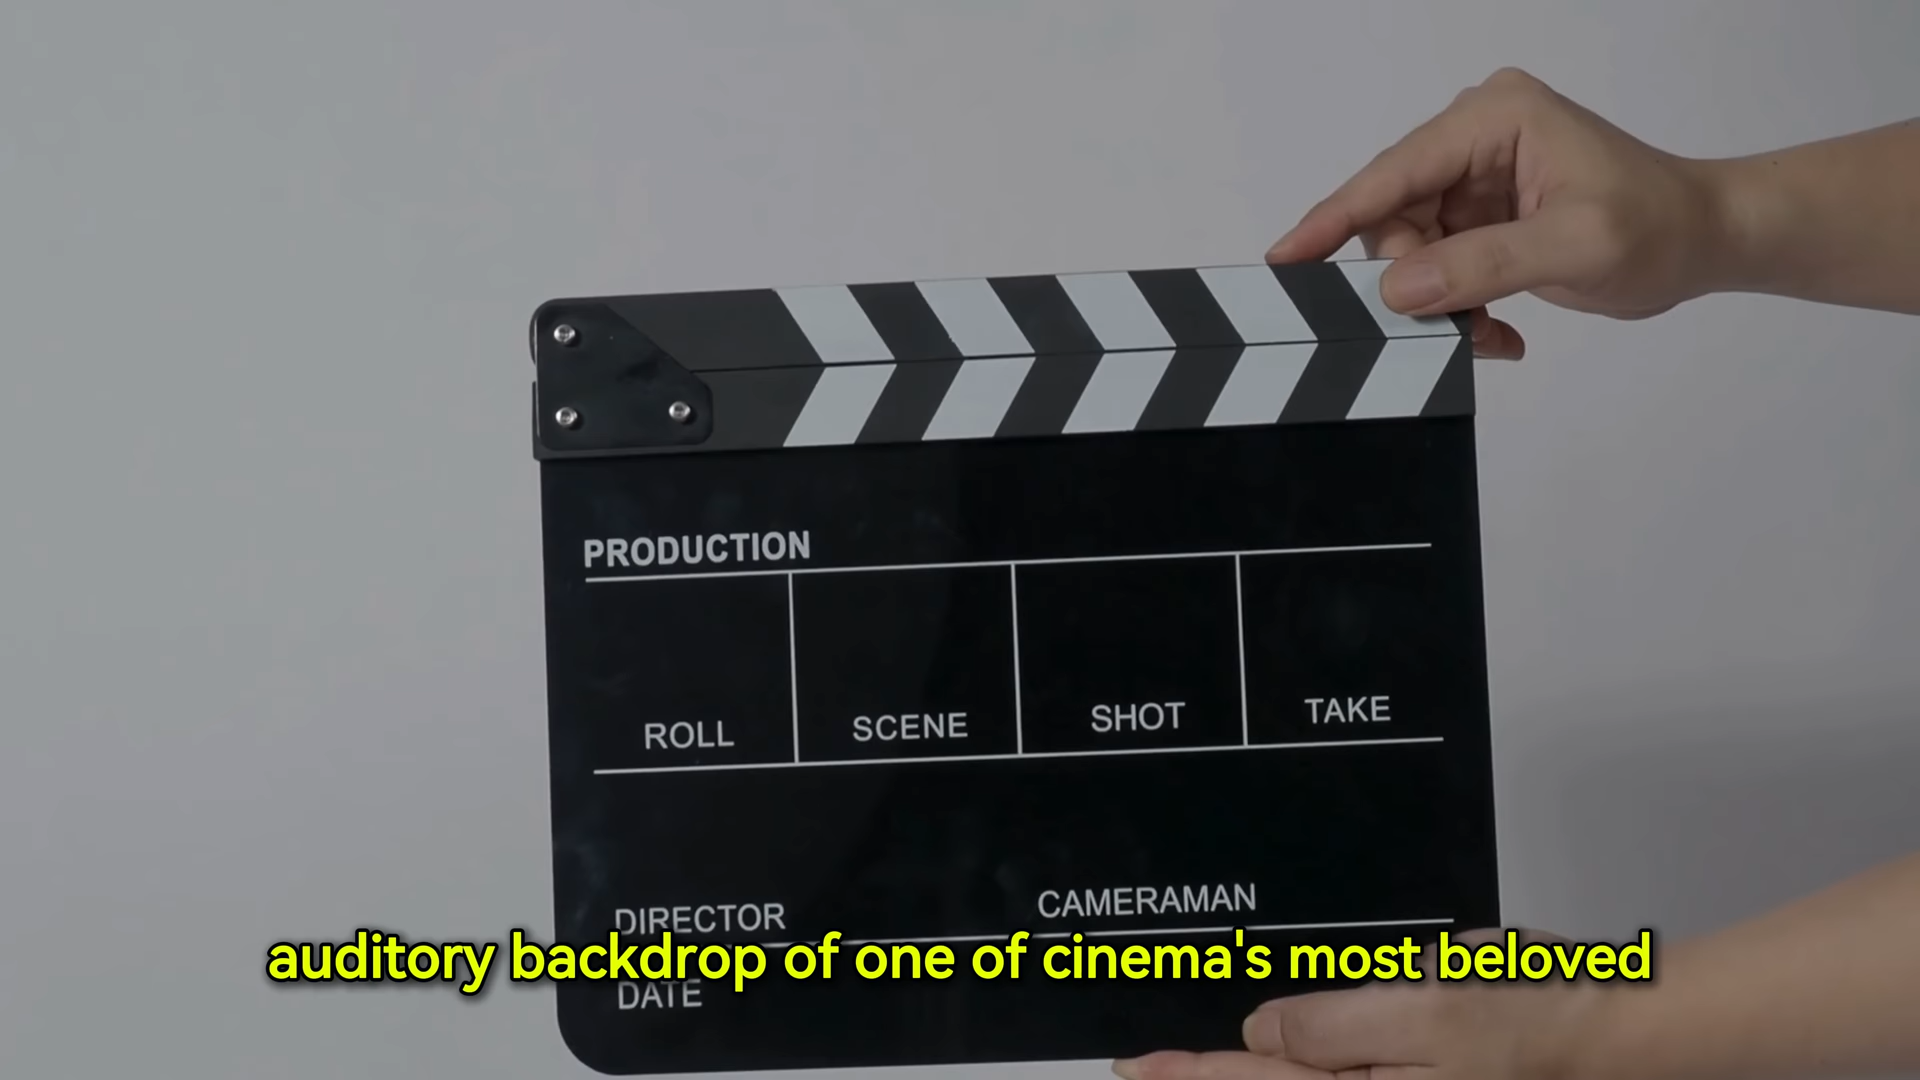 PRODUCTION
ROLL SCENE SHOT TAKE
DIRECTOR CAMERAMAN
auditory backdrop of one of cinema's most beloved
DATE